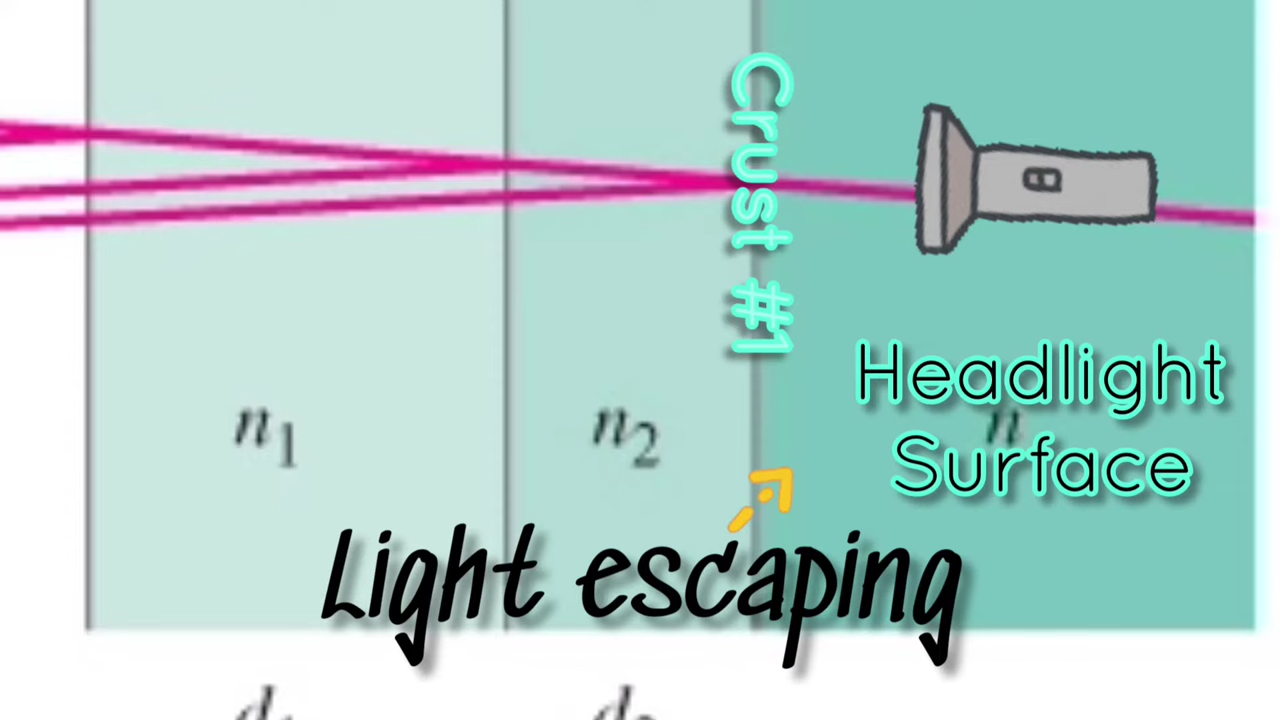 Crust #1
Headlight
n
Surface
n1
n2
Light escaping